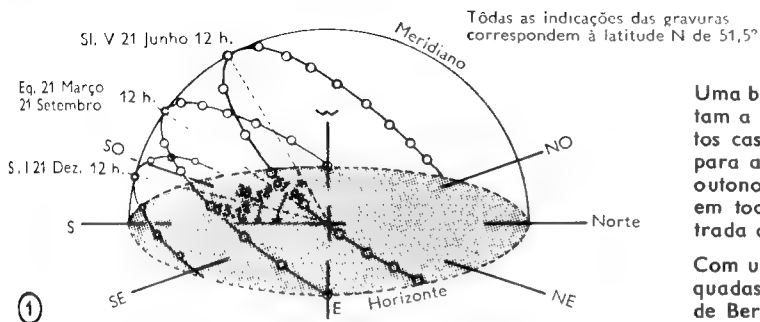 Tôdas as indicações das gravuras
correspondem à latitude N de 51,5°
Meridiano
Sl. V 21 Junho 12 h.
Eq. 21 Março
21 Setembro
12 h.
S. I 21 Dez. 12 h.
SO
NO
S
Norte
SE
E
Horizonte
NE
1
Uma b
tam a
tos cas
para a
outono
em too
trada c
Com u
quadas
de Ber